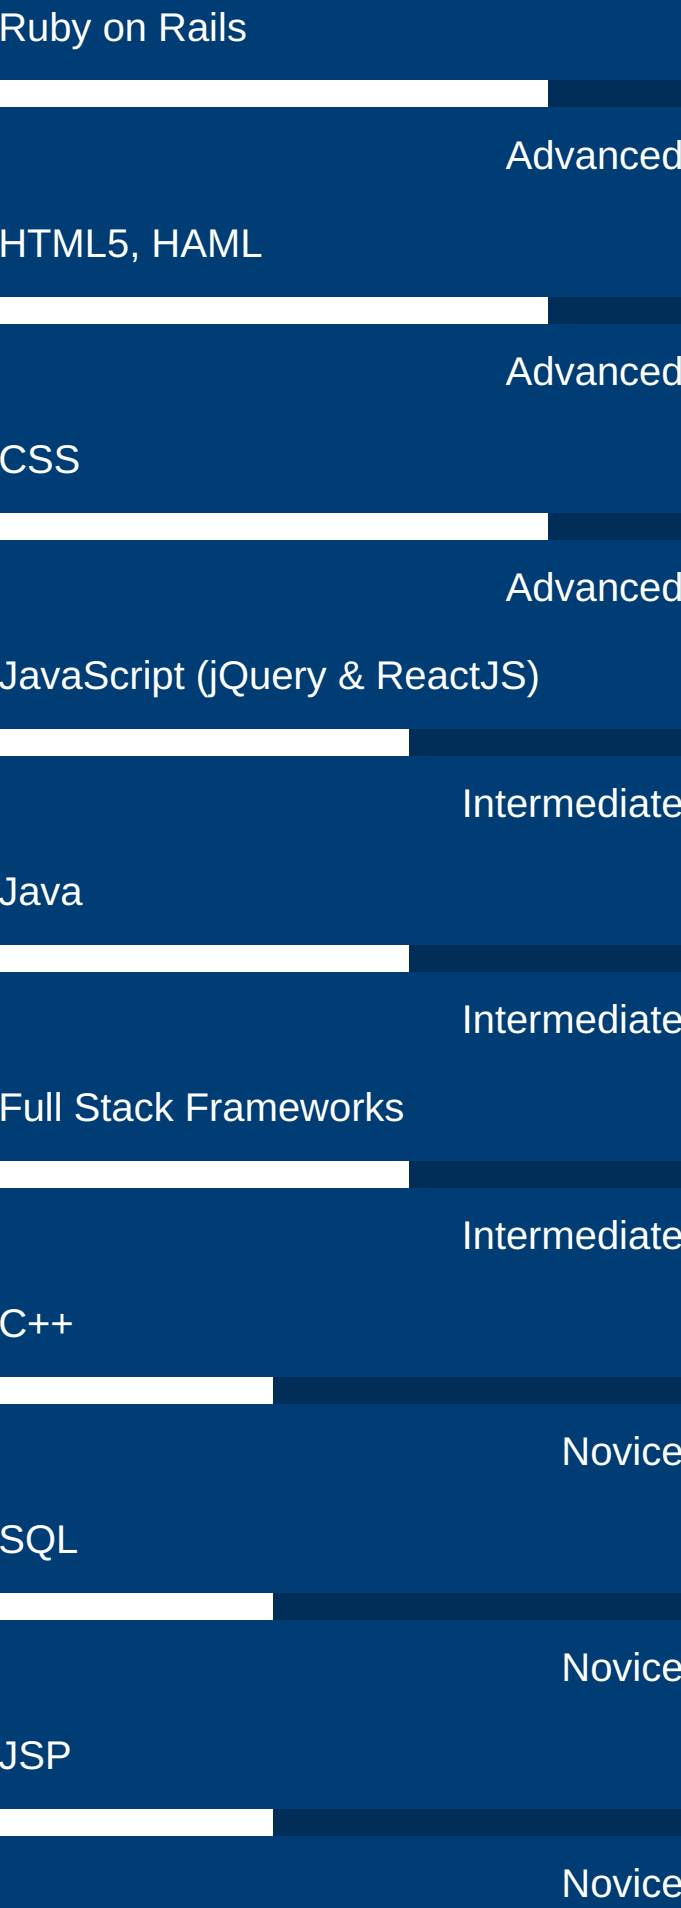 Ruby on Rails
Advanced
HTML5, HAML
Advanced
CSS
Advanced
JavaScript (jQuery & ReactJS)
Intermediate
Java
Intermediate
Full Stack Frameworks
Intermediate
C++
Novice
SQL
Novice
JSP
Novice